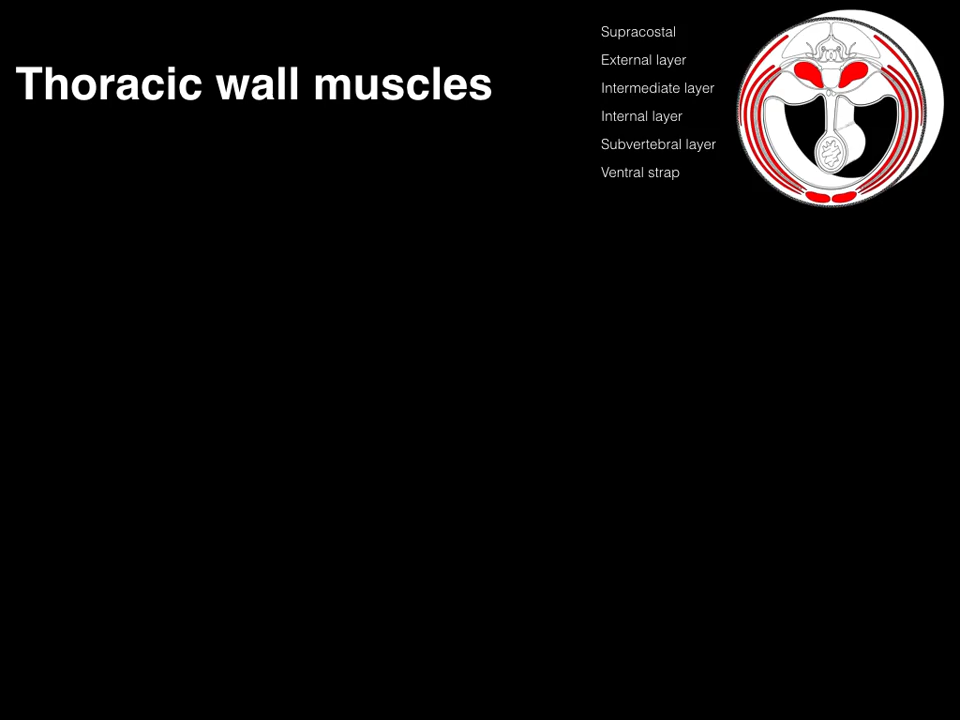 Thoracic wall muscles
Supracostal
External layer
Intermediate layer
Internal layer
Subvertebral layer
Ventral strap